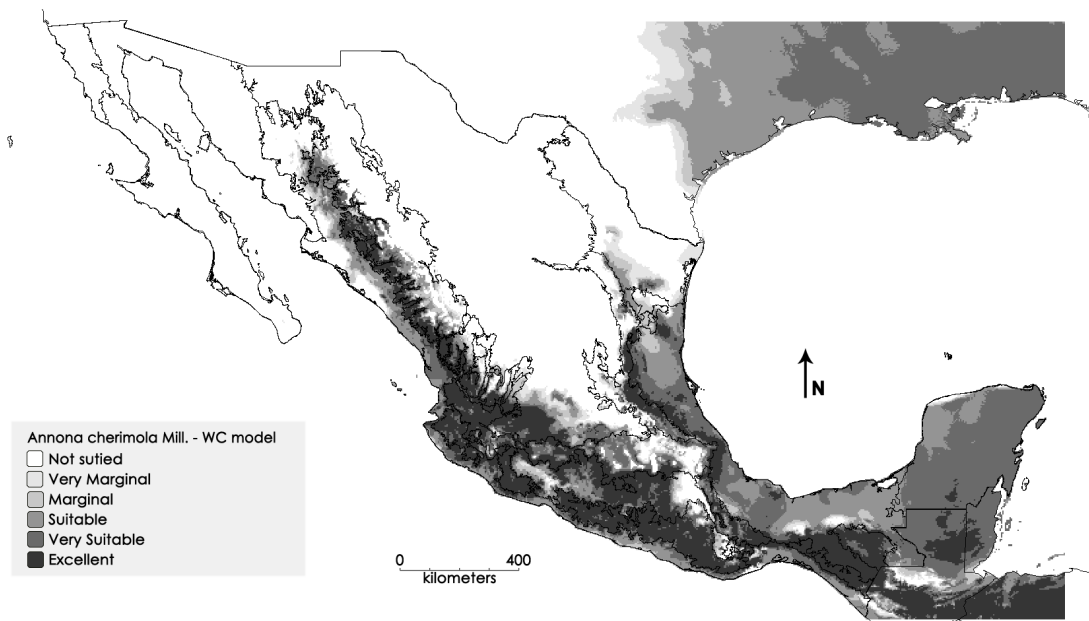 N
Annona cherimola Mill. - WC model
Not sutied
Very Marginal
Marginal
Suitable
Very Suitable
Excellent
0 400
kilometers